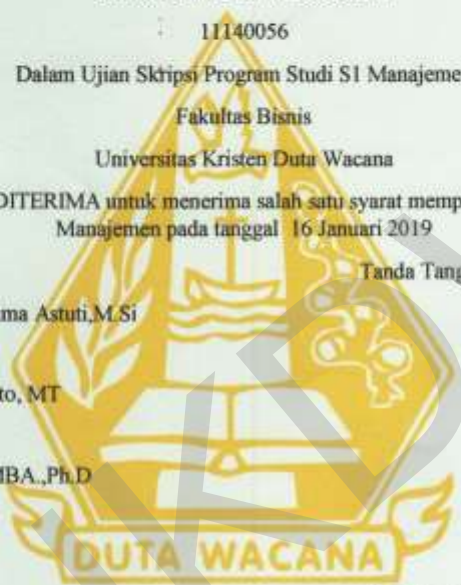 11140056
Dalam Ujian Skripsi Program Studi S1 Manajeme
Fakultas Bisnis
Universitas Kristen Duta Wacana
DITERIMA untuk menerima salah satu syarat memp
Manajemen pada tanggal 16 Januari 2019
Tanda Tang
ma Astuti,M.Si
to, MT
MBA.,Ph.D
DUTA WACANA